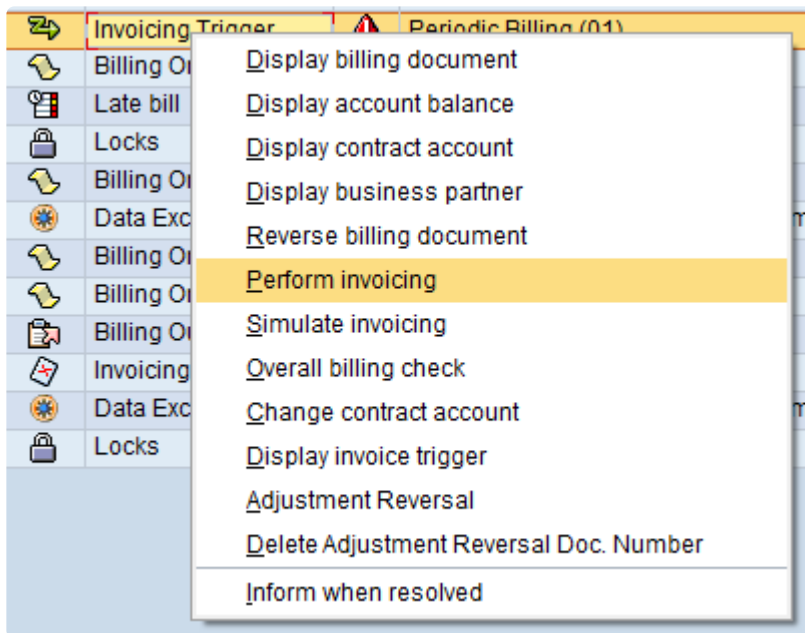 Invoicing Trigger Periodic Billing (01)
Billing
Late bill
Locks
Billing
Data Exc
Billing
Billing
Billing
Invoicing
Data Exc
Locks
Display billing document
Display account balance
Display contract account
Display business partner
Reverse billing document
Perform invoicing
Simulate invoicing
Overall billing check
Change contract account
Display invoice trigger
Adjustment Reversal
Delete Adjustment Reversal Doc. Number
Inform when resolved